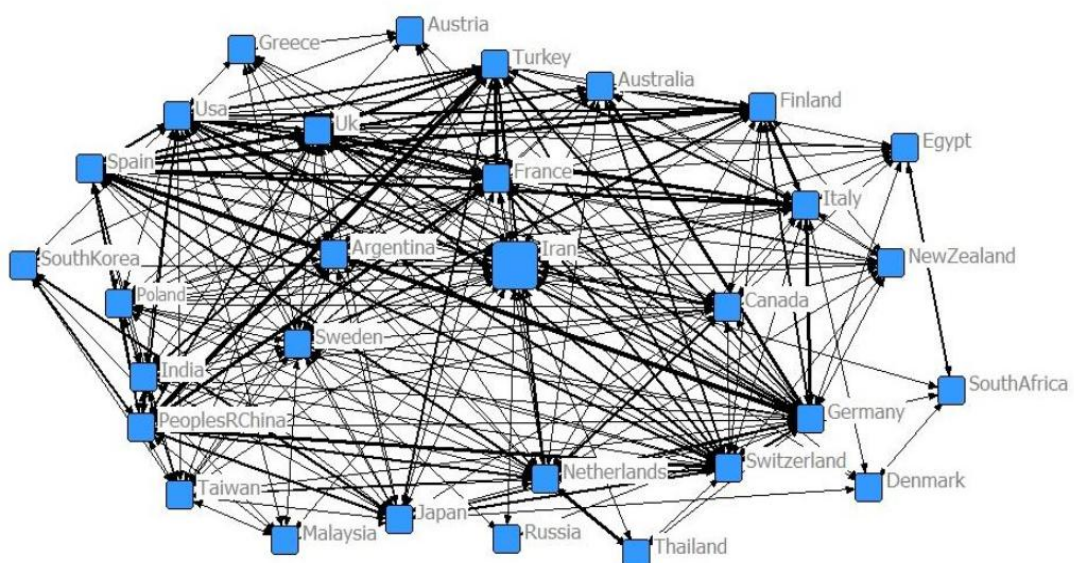 Austria
Greece
Turkey
Australia
Finland
Usa
Uk
Egypt
Spain
France
Italy
Argentina
Iran
NewZealand
SouthKorea
Poland
Canada
Sweden
India
SouthAfrica
PeoplesRChina
Germany
Netherlands
Switzerland
Taiwan
Denmark
Japan
Malaysia
Russia
Thailand